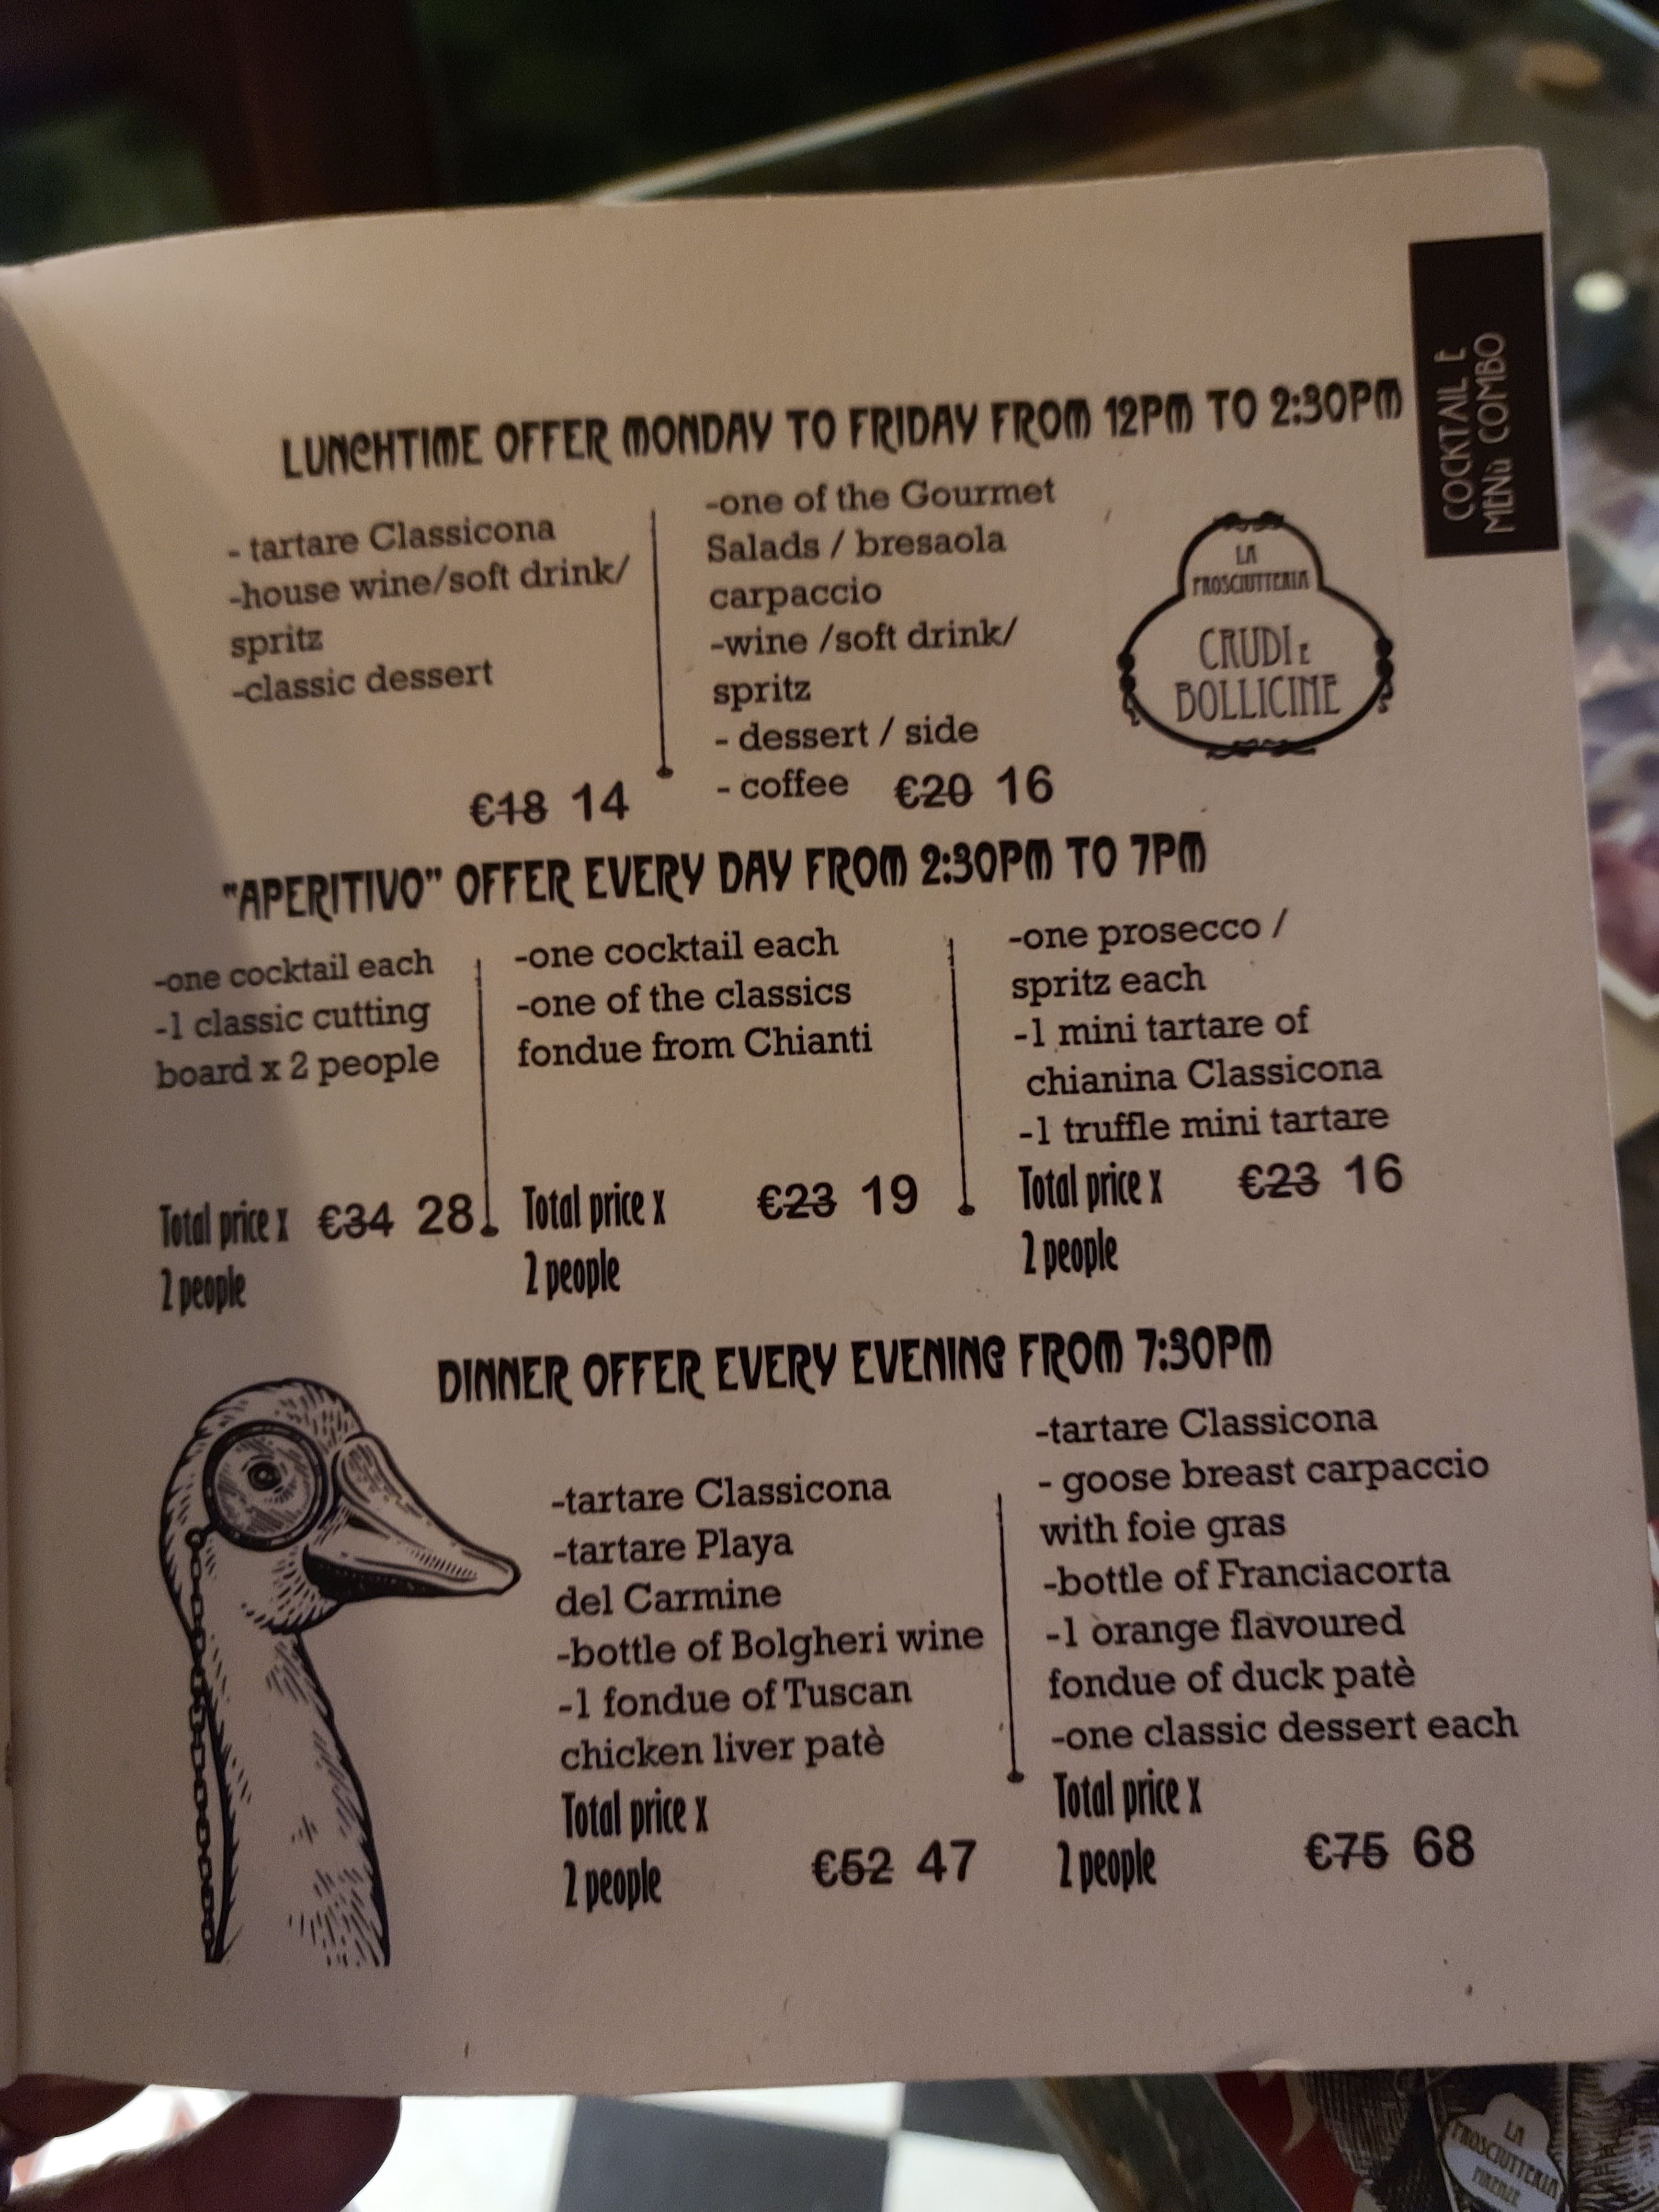 COCKTAIL E
MENù COMBO
LUNCHTIME OFFER MONDAY TO FRIDAY FROM 12PM TO 2:30PM
- tartare Classicona
-house wine/soft drink/
spritz
-classic dessert
€18 14
-one of the Gourmet
Salads / bresaola
carpaccio
-wine /soft drink/
spritz
- dessert / side
- coffee €20 16
LA
PROSCIUTTERIA
CRUDI E
BOLLICINE
"APERITIVO" OFFER EVERY DAY FROM 2:30PM TO 7PM
-one cocktail each
-1 classic cutting
board x 2 people
Total price x €34 28
2 people
-one cocktail each
-one of the classics
fondue from Chianti
Total price x €23 19
2 people
-one prosecco /
spritz each
-1 mini tartare of
chianina Classicona
-1 truffle mini tartare
Total price x €23 16
2 people
DINNER OFFER EVERY EVENING FROM 7:30PM
-tartare Classicona
-tartare Playa
del Carmine
-bottle of Bolgheri wine
-1 fondue of Tuscan
chicken liver patè
Total price x
2 people €52 47
-tartare Classicona
- goose breast carpaccio
with foie gras
-bottle of Franciacorta
-1 orange flavoured
fondue of duck patè
-one classic dessert each
Total price x
2 people €75 68
LA
PROSCIUTTERIA
FIRENZE